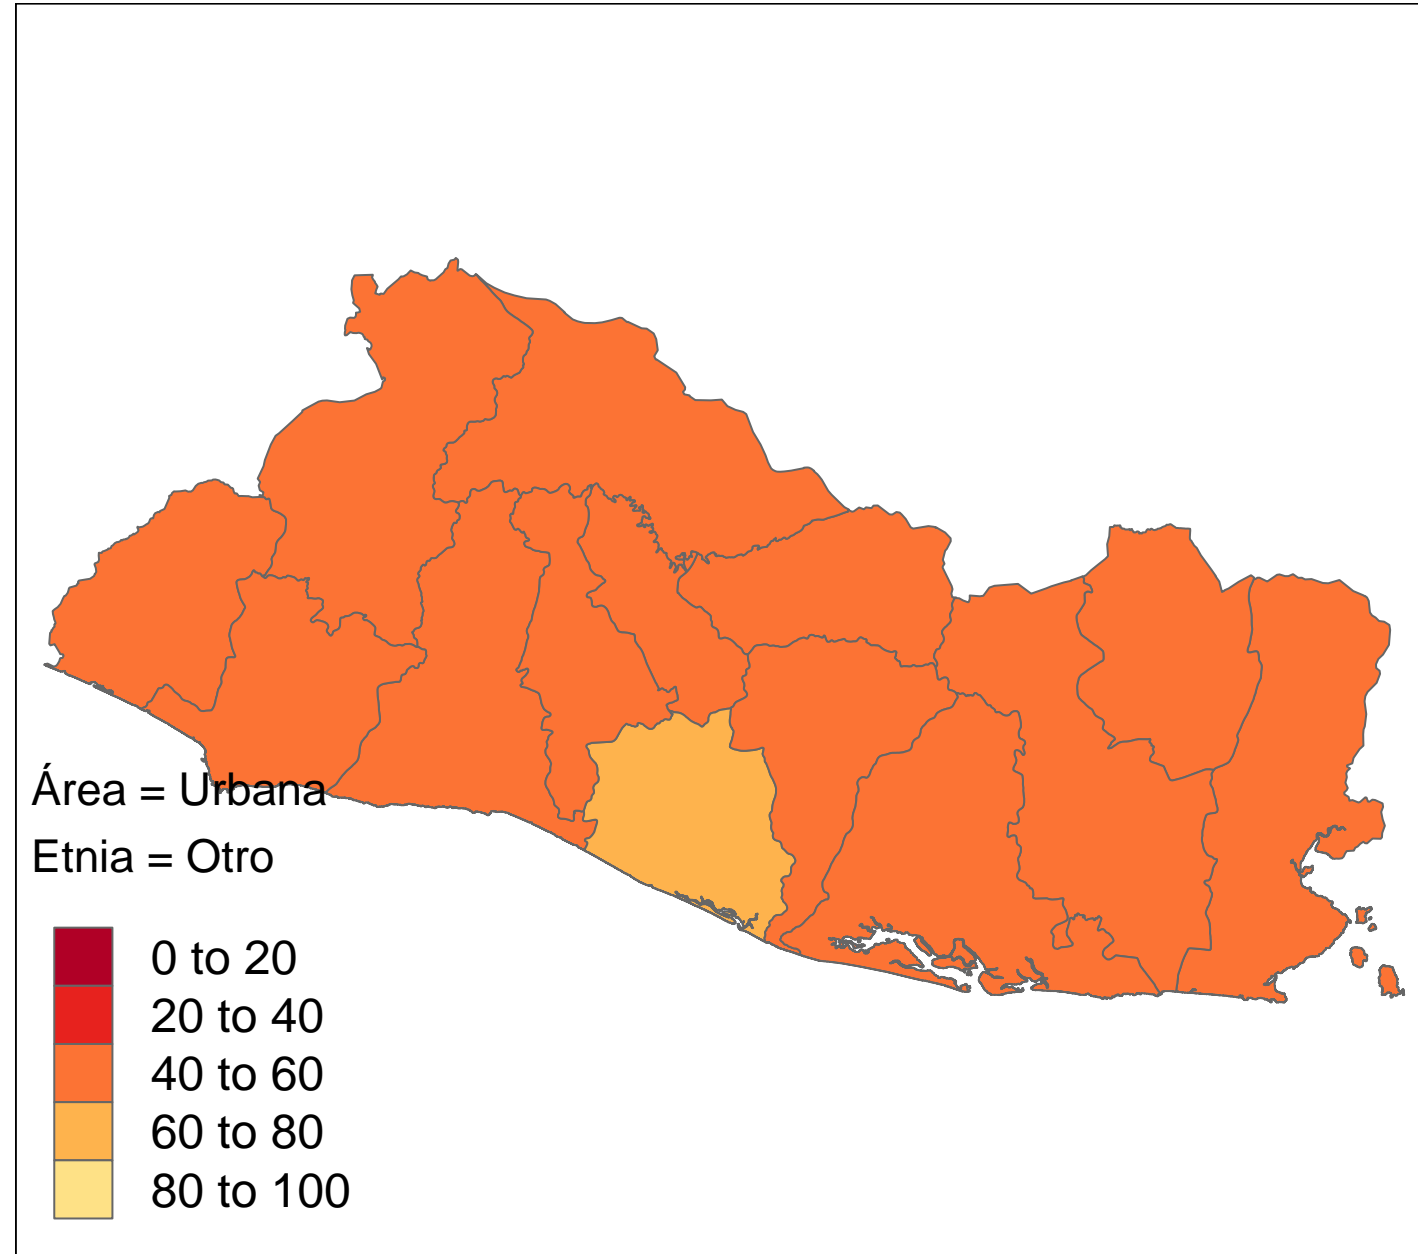 Área = Urbana
Etnia = Otro
0 to 20
20 to 40
40 to 60
60 to 80
80 to 100